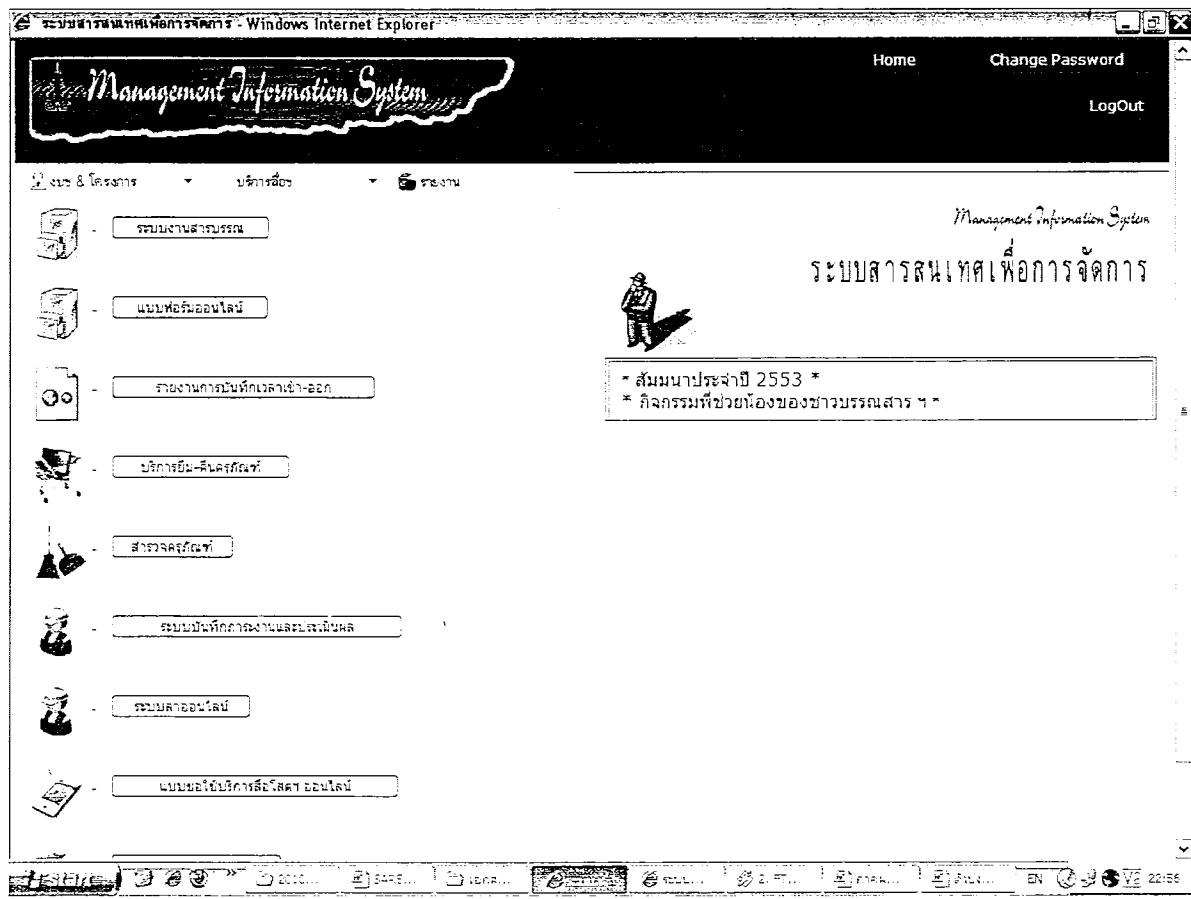 ระบบสารสนเทศเพื่อการจัดการ - Windows Internet Explorer
Management Information System
Home Change Password
LogOut
งบฯ & โครงการ บริการสื่อฯ รายงาน
Management Information System
ระบบสารสนเทศเพื่อการจัดการ
* สัมมนาประจำปี 2553 *
* กิจกรรมพี่ช่วยน้องของชาวบรรณสาร ฯ *
- ระบบงานสารบรรณ
- แบบฟอร์มออนไลน์
- รายงานการบันทึกเวลาเข้า-ออก
- บริการยืม-คืนครุภัณฑ์
- สำรวจครุภัณฑ์
- ระบบบันทึกภาระงานและประเมินผล
- ระบบลาออนไลน์
- แบบขอใช้บริการสื่อโสตฯ ออนไลน์
start EN 22:56